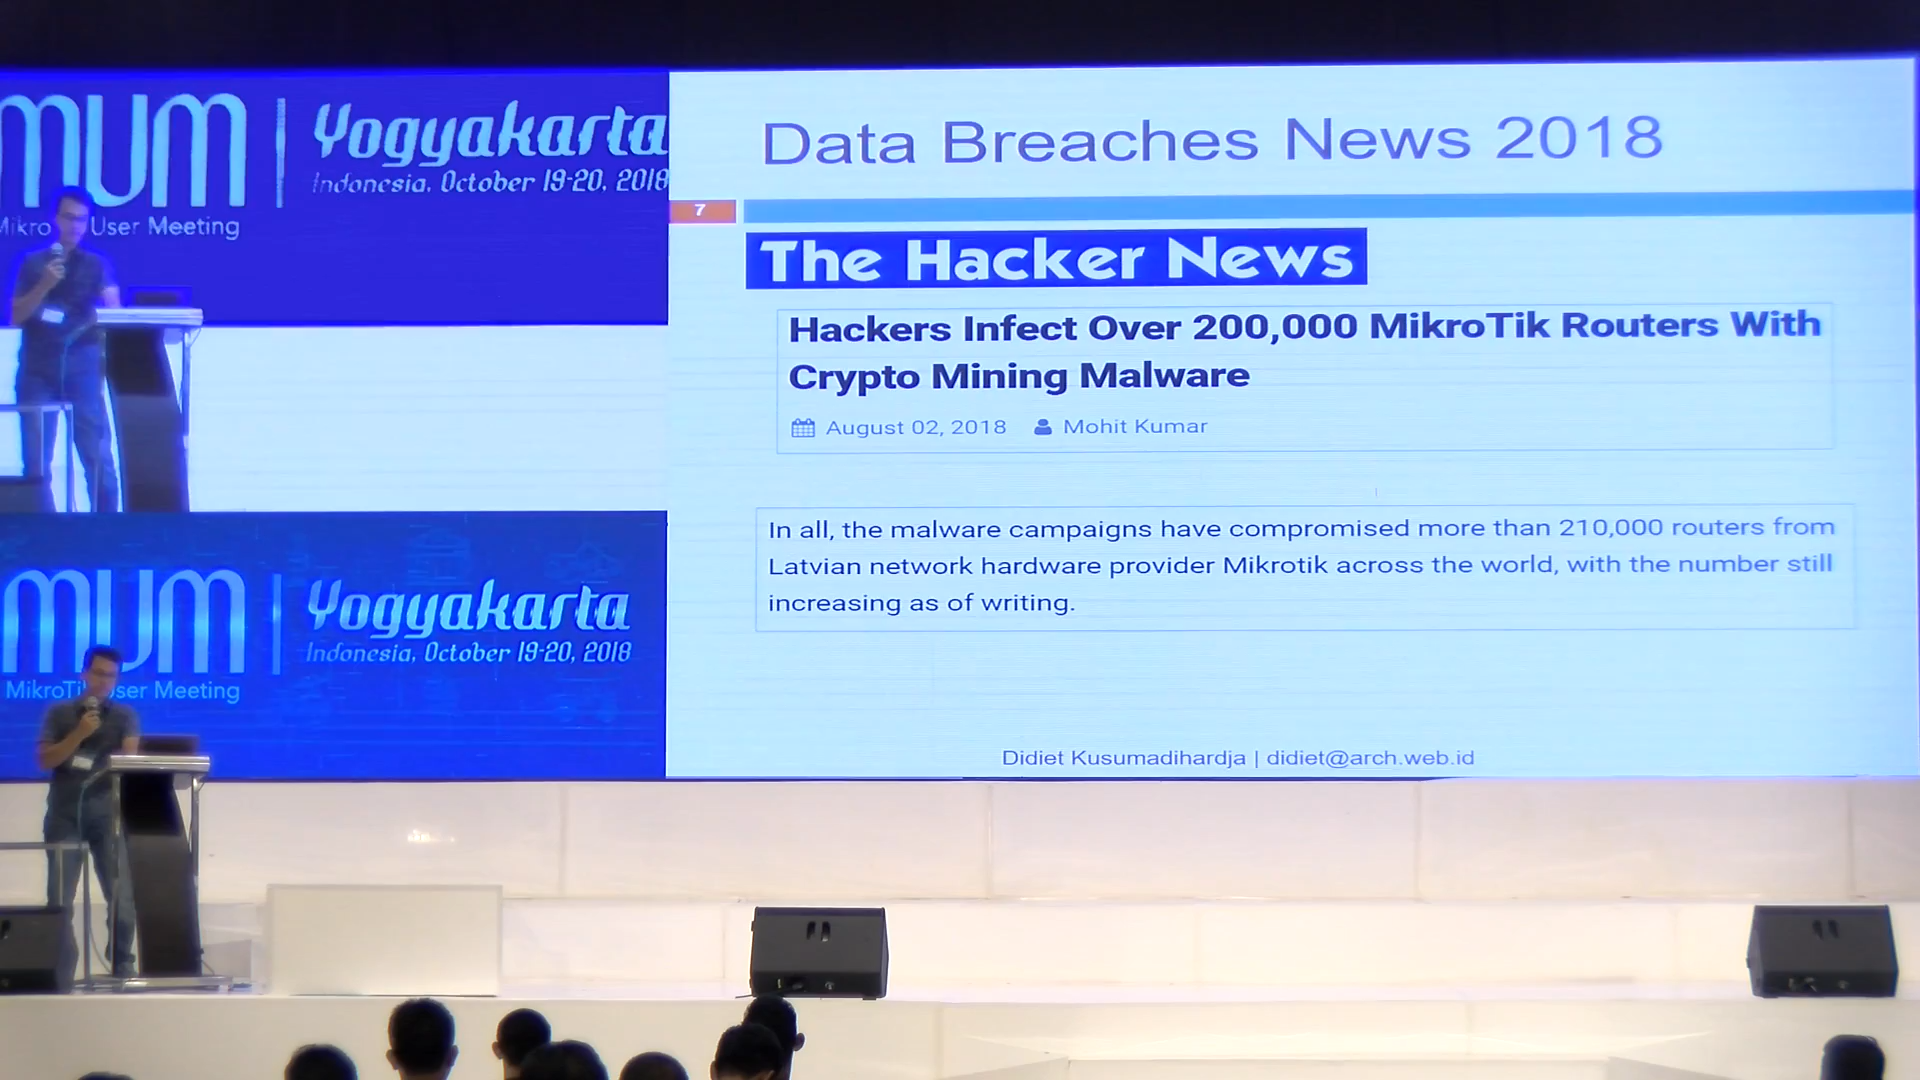 MUM
Yogyakarta
Indonesia, October 19-20, 2018
Mikro User Meeting
Data Breaches News 2018
7
The Hacker News
Hackers Infect Over 200,000 MikroTik Routers With
Crypto Mining Malware
August 02, 2018 Mohit Kumar
In all, the malware campaigns have compromised more than 210,000 routers from
Latvian network hardware provider Mikrotik across the world, with the number still
increasing as of writing.
Didiet Kusumadihardja | didiet@arch.web.id
MUM
Yogyakarta
Indonesia, October 19-20, 2018
MikroTik User Meeting